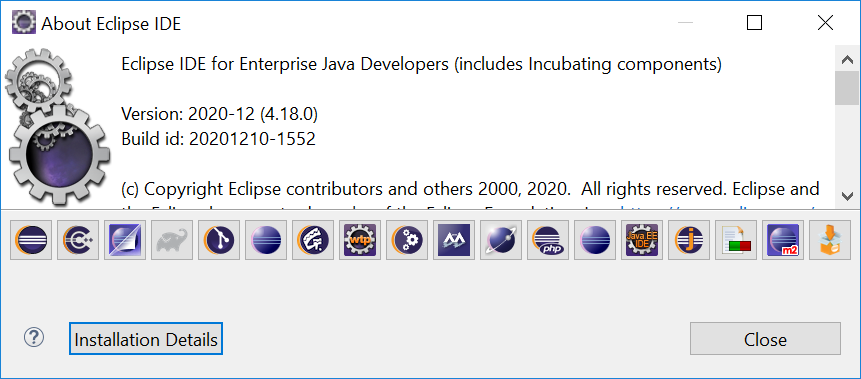 About Eclipse IDE
Eclipse IDE for Enterprise Java Developers (includes Incubating components)
Version: 2020-12 (4.18.0)
Build id: 20201210-1552
(c) Copyright Eclipse contributors and others 2000, 2020.  All rights reserved. Eclipse and
wtp
php
Java EE
IDE
j
m2
?
Installation Details
Close